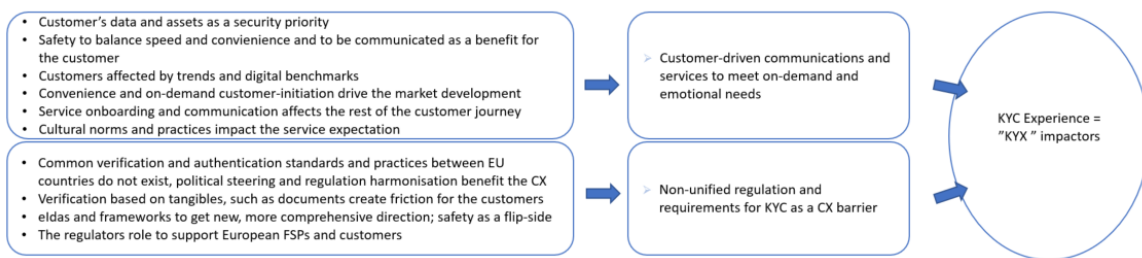 • Customer's data and assets as a security priority
• Safety to balance speed and convienience and to be communicated as a benefit for
the customer
• Customers affected by trends and digital benchmarks
• Convenience and on-demand customer-initiation drive the market development
• Service onboarding and communication affects the rest of the customer journey
• Cultural norms and practices impact the service expectation
➢ Customer-driven communications and
services to meet on-demand and
emotional needs
• Common verification and authentication standards and practices between EU
countries do not exist, political steering and regulation harmonisation benefit the CX
• Verification based on tangibles, such as documents create friction for the customers
• eIdas and frameworks to get new, more comprehensive direction; safety as a flip-side
• The regulators role to support European FSPs and customers
➢ Non-unified regulation and
requirements for KYC as a CX barrier
KYC Experience =
"KYX " impactors